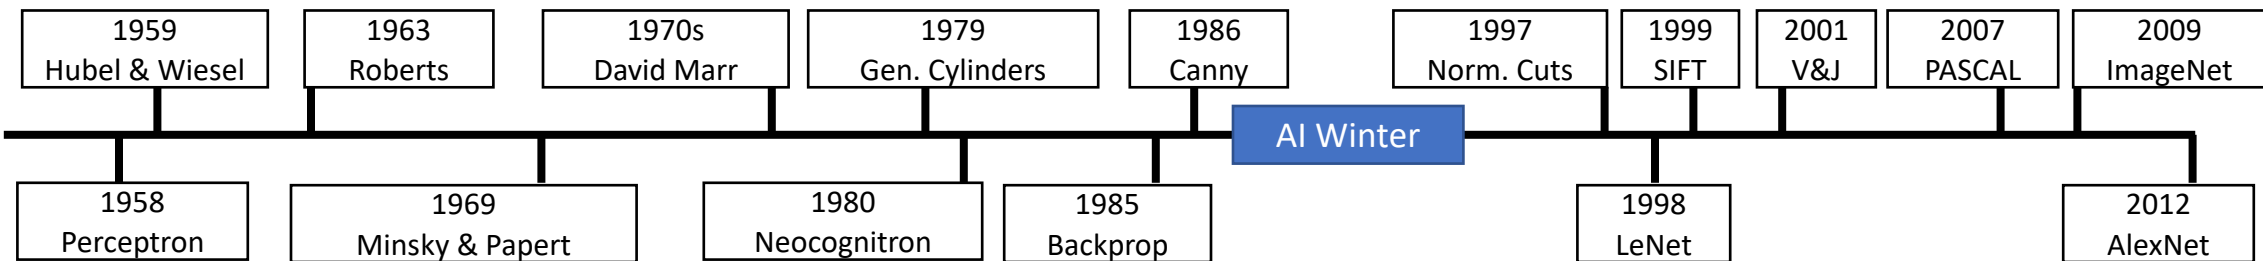 1959
Hubel & Wiesel
1963
Roberts
1970s
David Marr
1979
Gen. Cylinders
1986
Canny
1997
Norm. Cuts
1999
SIFT
2001
V&J
2007
PASCAL
2009
ImageNet
AI Winter
1958
Perceptron
1969
Minsky & Papert
1980
Neocognitron
1985
Backprop
1998
LeNet
2012
AlexNet